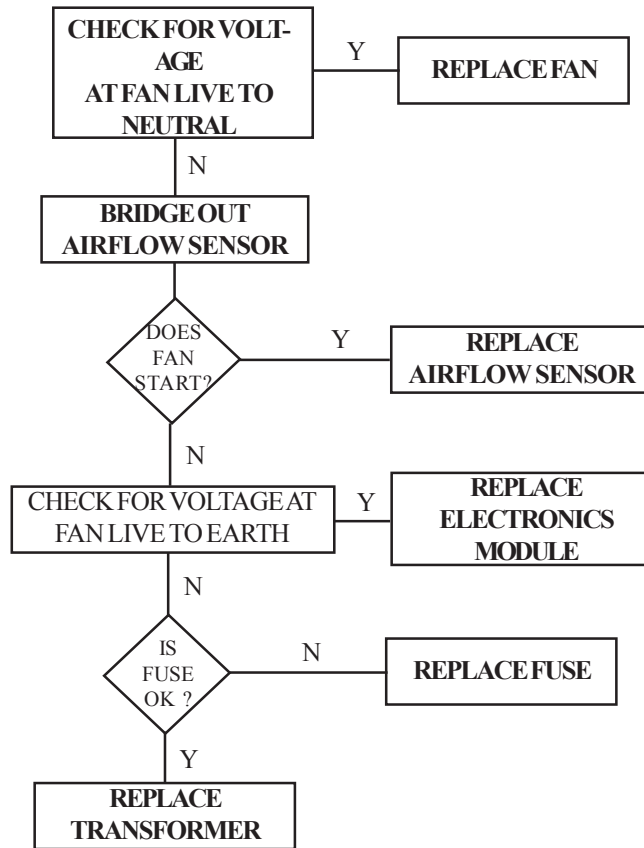 CHECK FOR VOLT-
AGE
AT FAN LIVE TO
NEUTRAL
Y
REPLACE FAN
N
BRIDGE OUT
AIRFLOW SENSOR
DOES
FAN
START?
Y
REPLACE
AIRFLOW SENSOR
N
CHECK FOR VOLTAGE AT
FAN LIVE TO EARTH
Y
REPLACE
ELECTRONICS
MODULE
N
IS
FUSE
OK ?
N
REPLACE FUSE
Y
REPLACE
TRANSFORMER